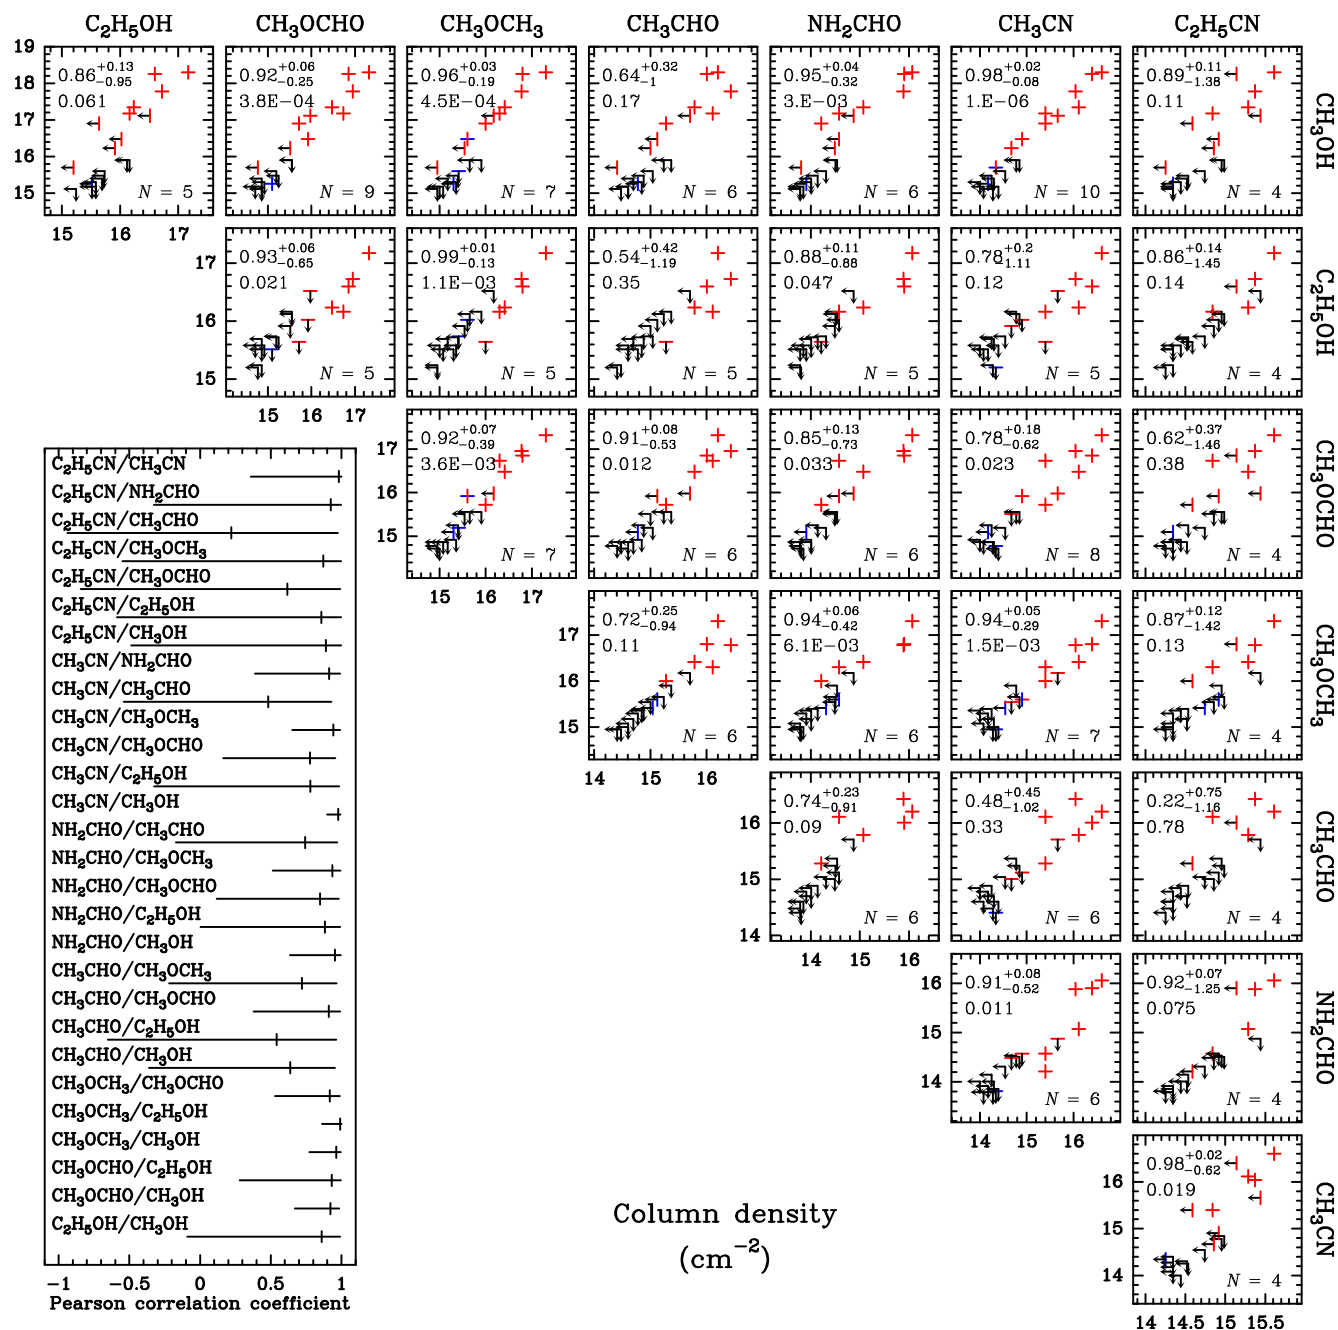 C2H5OH CH3OCHO CH3OCH3 CH3CHO NH2CHO CH3CN C2H5CN
19
18
17
16
15
0.86+0.13−0.95
0.061
N = 5
0.92+0.06−0.25
3.8E−04
N = 9
0.96+0.03−0.19
4.5E−04
N = 7
0.64+0.32−1
0.17
N = 6
0.95+0.04−0.32
3.E−03
N = 6
0.98+0.02−0.08
1.E−06
N = 10
0.89+0.11−1.38
0.11
N = 4
CH3OH
15 16 17
17
16
15
0.93+0.06−0.65
0.021
N = 5
0.99+0.01−0.13
1.1E−03
N = 5
0.54+0.42−1.19
0.35
N = 5
0.88+0.11−0.88
0.047
N = 5
0.78+0.2−1.11
0.12
N = 5
0.86+0.14−1.45
0.14
N = 4
C2H5OH
15 16 17
17
16
15
0.92+0.07−0.39
3.6E−03
N = 7
0.91+0.08−0.53
0.012
N = 6
0.85+0.13−0.73
0.033
N = 6
0.78+0.18−0.62
0.023
N = 8
0.62+0.37−1.46
0.38
N = 4
CH3OCHO
15 16 17
17
16
15
0.72+0.25−0.94
0.11
N = 6
0.94+0.06−0.42
6.1E−03
N = 6
0.94+0.05−0.29
1.5E−03
N = 7
0.87+0.12−1.42
0.13
N = 4
CH3OCH3
14 15 16
16
15
14
0.74+0.23−0.91
0.09
N = 6
0.48+0.45−1.02
0.33
N = 6
0.22+0.75−1.16
0.78
N = 4
CH3CHO
14 15 16
16
15
14
0.91+0.08−0.52
0.011
N = 6
0.92+0.07−1.25
0.075
N = 4
NH2CHO
14 15 16
16
15
14
0.98+0.02−0.62
0.019
N = 4
CH3CN
14 14.5 15 15.5
C2H5CN/CH3CN
C2H5CN/NH2CHO
C2H5CN/CH3CHO
C2H5CN/CH3OCH3
C2H5CN/CH3OCHO
C2H5CN/C2H5OH
C2H5CN/CH3OH
CH3CN/NH2CHO
CH3CN/CH3CHO
CH3CN/CH3OCH3
CH3CN/CH3OCHO
CH3CN/C2H5OH
CH3CN/CH3OH
NH2CHO/CH3CHO
NH2CHO/CH3OCH3
NH2CHO/CH3OCHO
NH2CHO/C2H5OH
NH2CHO/CH3OH
CH3CHO/CH3OCH3
CH3CHO/CH3OCHO
CH3CHO/C2H5OH
CH3CHO/CH3OH
CH3OCH3/CH3OCHO
CH3OCH3/C2H5OH
CH3OCH3/CH3OH
CH3OCHO/C2H5OH
CH3OCHO/CH3OH
C2H5OH/CH3OH
−1 −0.5 0 0.5 1
Pearson correlation coefficient
Column density
(cm−2)